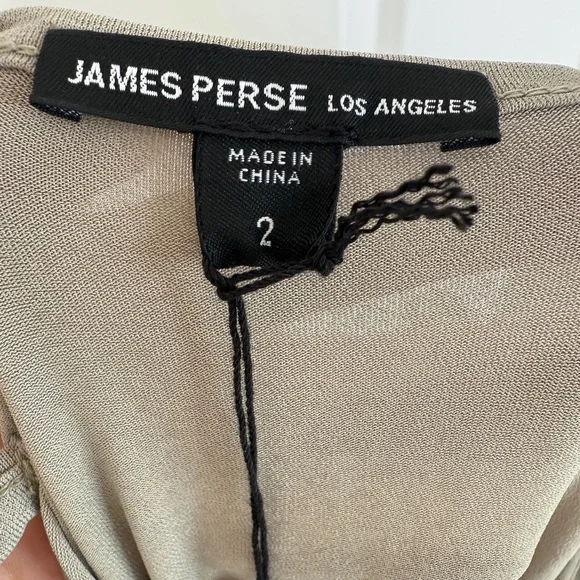 JAMES PERSE LOS ANGELES
MADE IN
CHINA
2